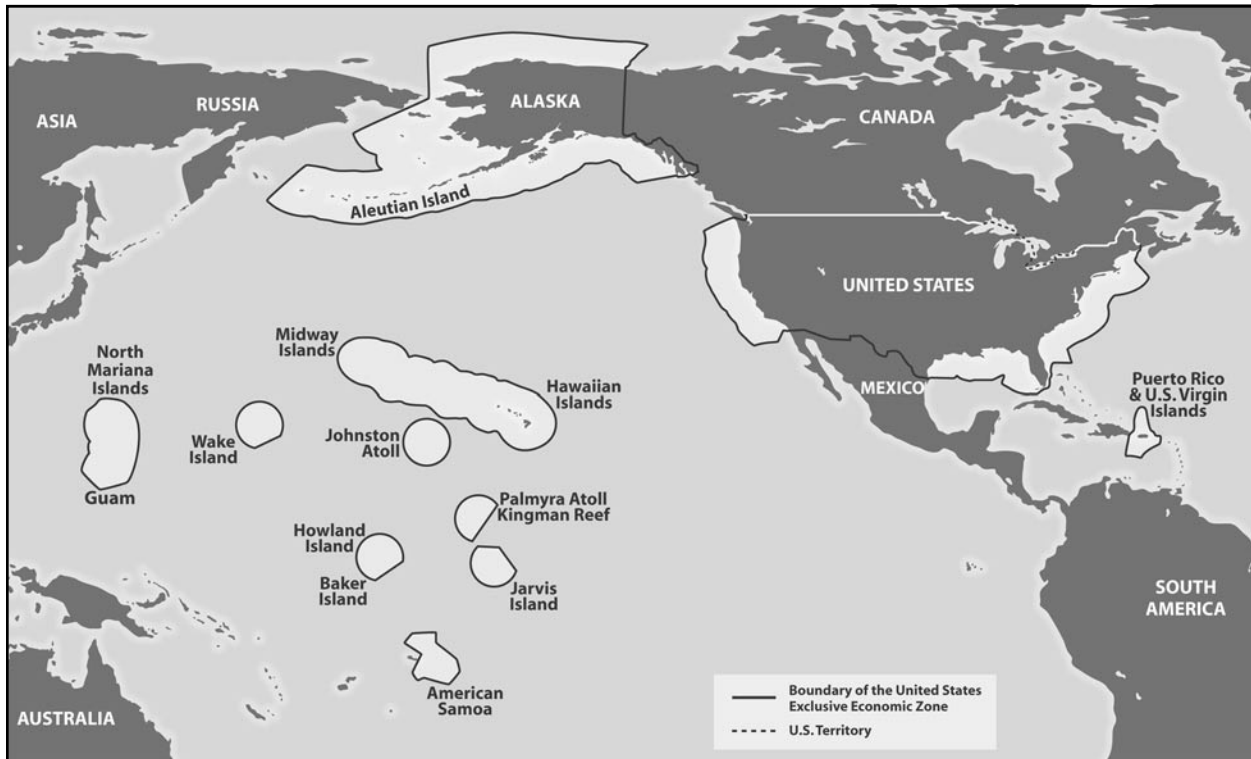 RUSSIA
ASIA
ALASKA
CANADA
Aleutian Island
UNITED STATES
MEXICO
North
Mariana
Islands
Midway
Islands
Hawaiian
Islands
Puerto Rico
& U.S. Virgin
Islands
Wake
Island
Johnston
Atoll
Guam
Palmyra Atoll
Kingman Reef
Howland
Island
Baker
Island
Jarvis
Island
SOUTH
AMERICA
American
Samoa
AUSTRALIA
Boundary of the United States
Exclusive Economic Zone
U.S. Territory